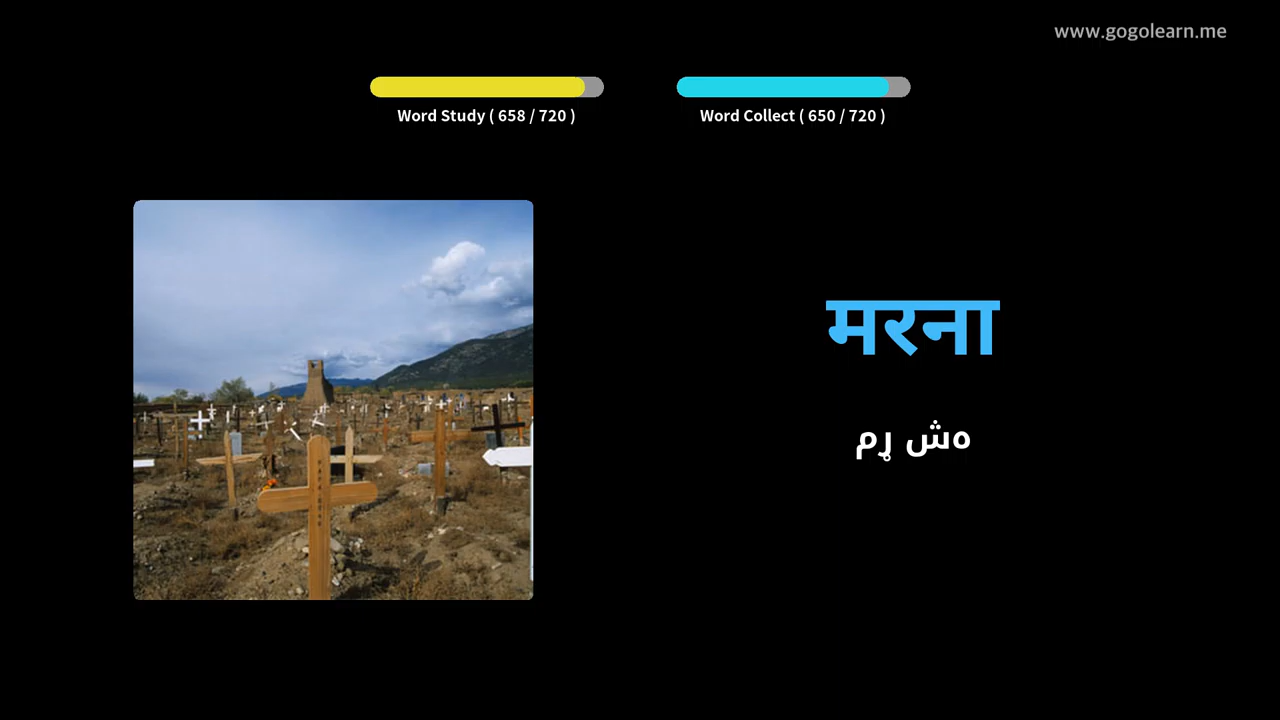 www.gogolearn.me
Word Study ( 658 / 720 )
Word Collect ( 650 / 720 )
मरना
مړ شه